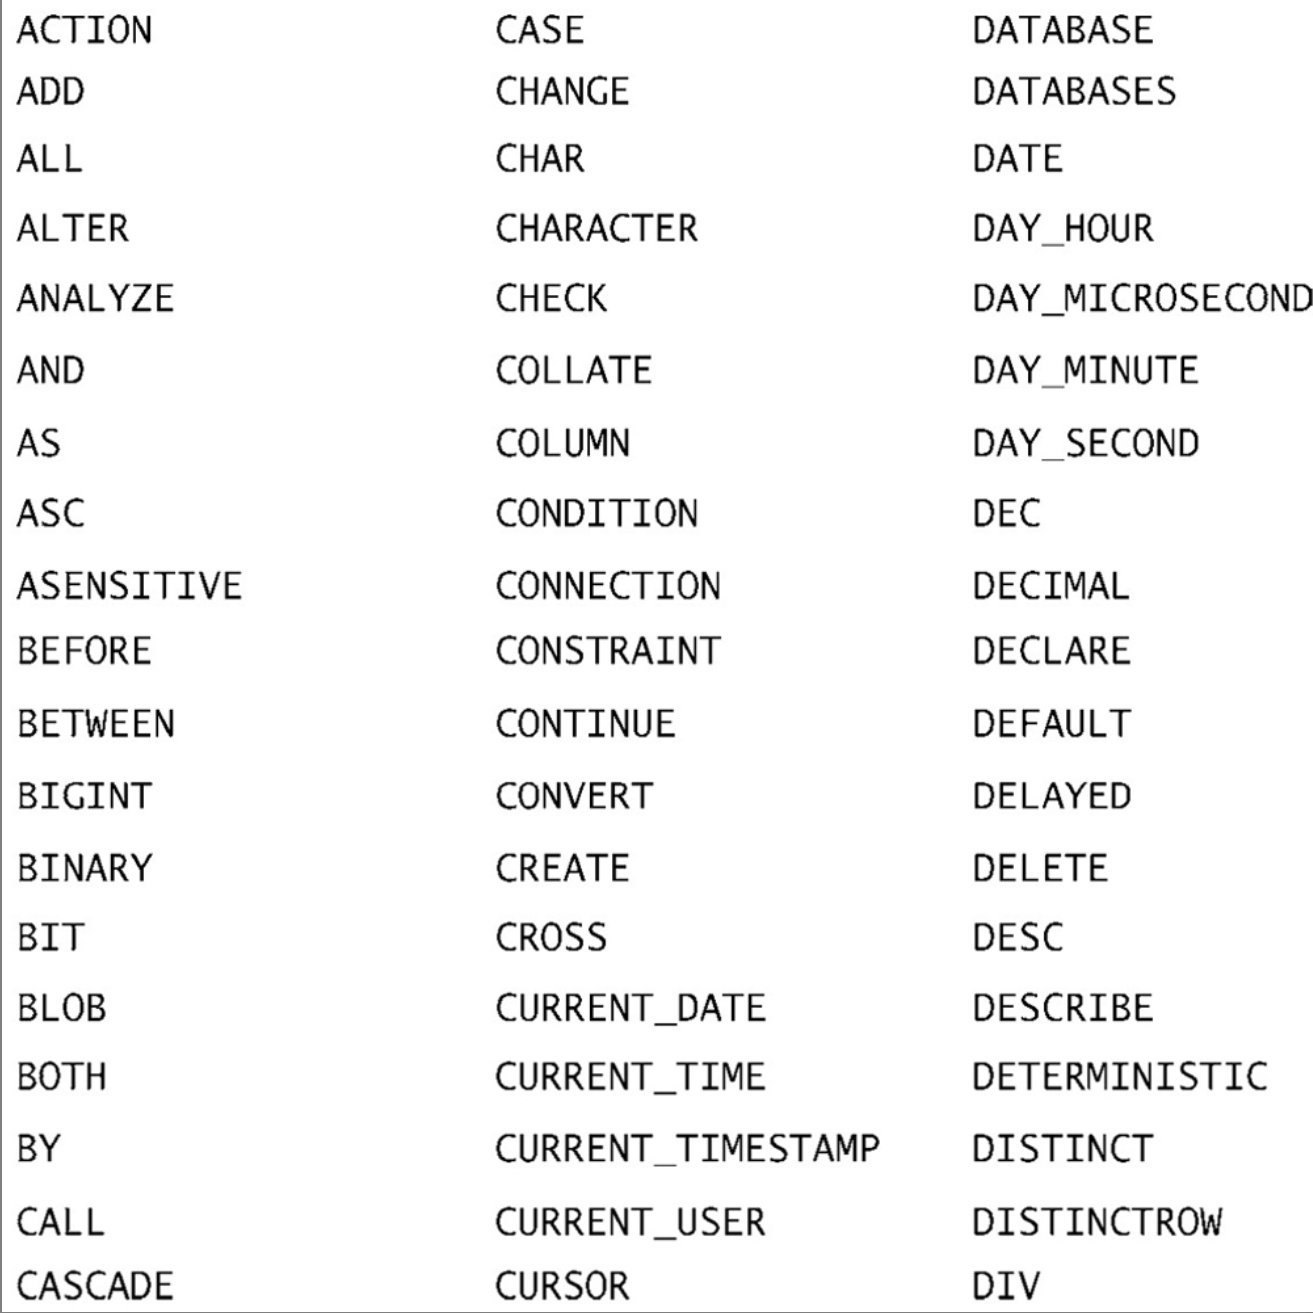 ACTION CASE DATABASE
ADD CHANGE DATABASES
ALL CHAR DATE
ALTER CHARACTER DAY_HOUR
ANALYZE CHECK DAY_MICROSECOND
AND COLLATE DAY_MINUTE
AS COLUMN DAY_SECOND
ASC CONDITION DEC
ASENSITIVE CONNECTION DECIMAL
BEFORE CONSTRAINT DECLARE
BETWEEN CONTINUE DEFAULT
BIGINT CONVERT DELAYED
BINARY CREATE DELETE
BIT CROSS DESC
BLOB CURRENT_DATE DESCRIBE
BOTH CURRENT_TIME DETERMINISTIC
BY CURRENT_TIMESTAMP DISTINCT
CALL CURRENT_USER DISTINCTROW
CASCADE CURSOR DIV